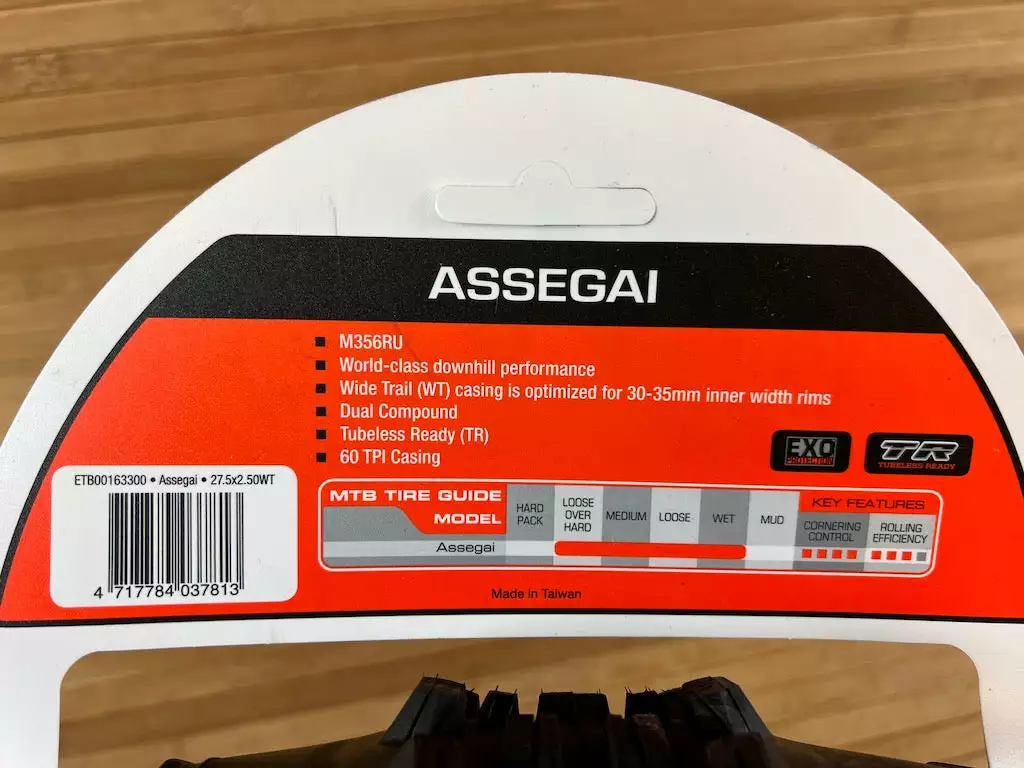 ASSEGAI
M356RU
World-class downhill performance
Wide Trail (WT) casing is optimized for 30-35mm inner width rims
Dual Compound
Tubeless Ready (TR)
60 TPI Casing
EXO
PROTECTION
TR
TUBELESS READY
ETB00163300 • Assegai • 27.5x2.50WT
4 717784 037813
MTB TIRE GUIDE
MODEL
HARD
PACK
LOOSE
OVER
HARD
MEDIUM
LOOSE
WET
MUD
KEY FEATURES
CORNERING
CONTROL
ROLLING
EFFICIENCY
Assegai
Made in Taiwan